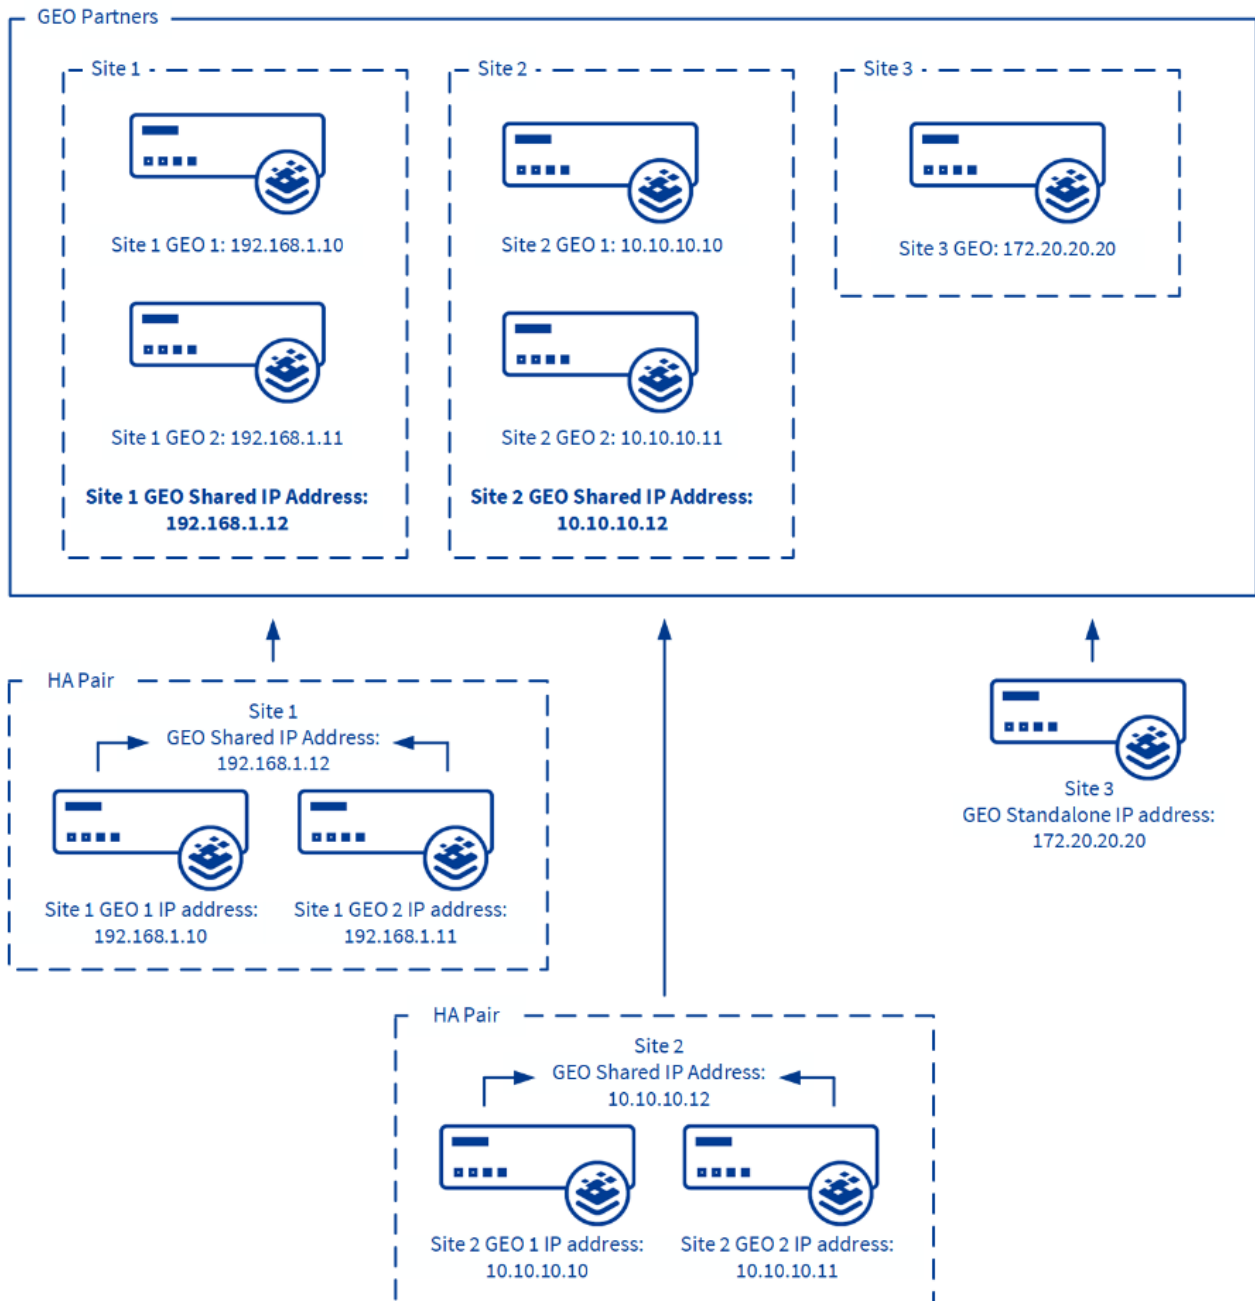 GEO Partners
Site 1
Site 1 GEO 1: 192.168.1.10
Site 1 GEO 2: 192.168.1.11
Site 1 GEO Shared IP Address:
192.168.1.12
Site 2
Site 2 GEO 1: 10.10.10.10
Site 2 GEO 2: 10.10.10.11
Site 2 GEO Shared IP Address:
10.10.10.12
Site 3
Site 3 GEO: 172.20.20.20
HA Pair
Site 1
GEO Shared IP Address:
192.168.1.12
Site 1 GEO 1 IP address:
192.168.1.10
Site 1 GEO 2 IP address:
192.168.1.11
Site 3
GEO Standalone IP address:
172.20.20.20
HA Pair
Site 2
GEO Shared IP Address:
10.10.10.12
Site 2 GEO 1 IP address:
10.10.10.10
Site 2 GEO 2 IP address:
10.10.10.11